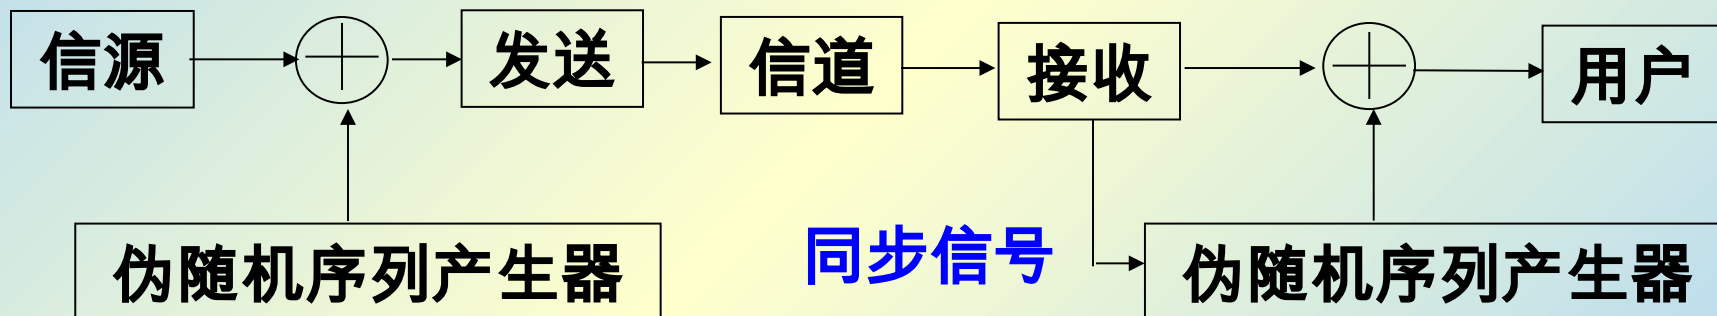 信源
发送
信道
接收
用户
伪随机序列产生器
同步信号
伪随机序列产生器